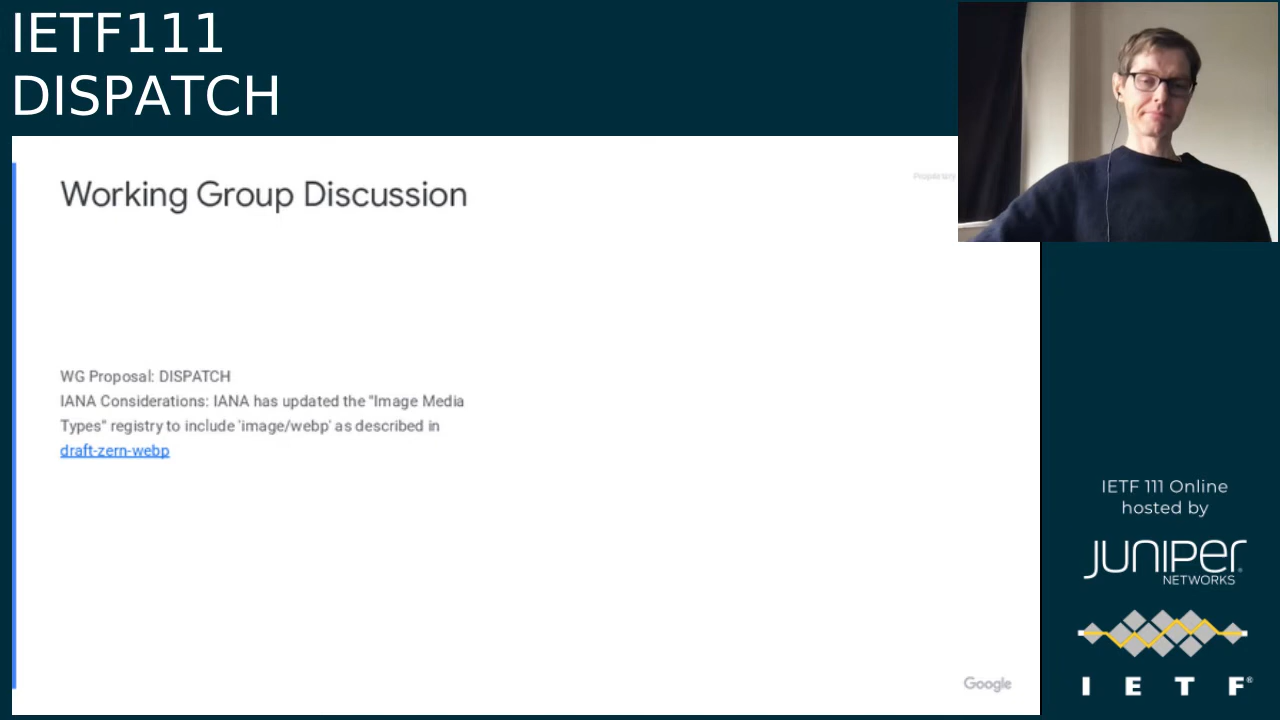 IETF111
DISPATCH
Working Group Discussion
WG Proposal: DISPATCH
IANA Considerations: IANA has updated the "Image Media
Types" registry to include 'image/webp' as described in
draft-zern-webp
Google
IETF 111 Online
hosted by
JUNIPER
NETWORKS
I E T F®